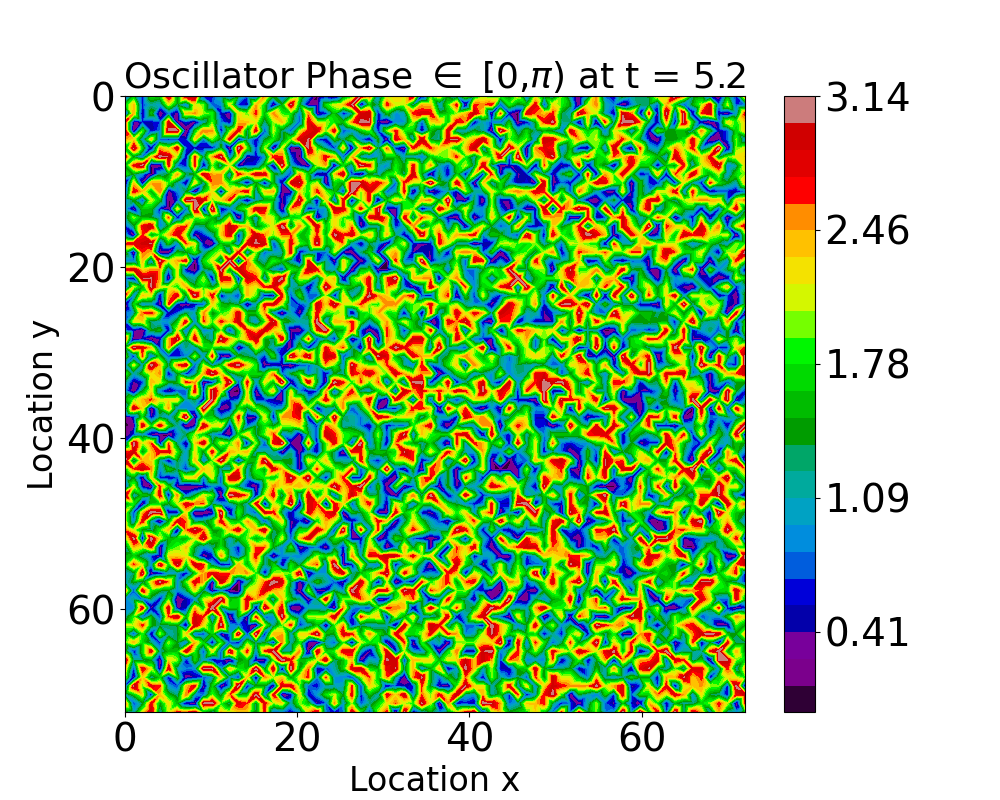 Oscillator Phase ∈ [0,π) at t = 5.2
0
20
40
60
Location y
0 20 40 60
Location x
3.14
2.46
1.78
1.09
0.41